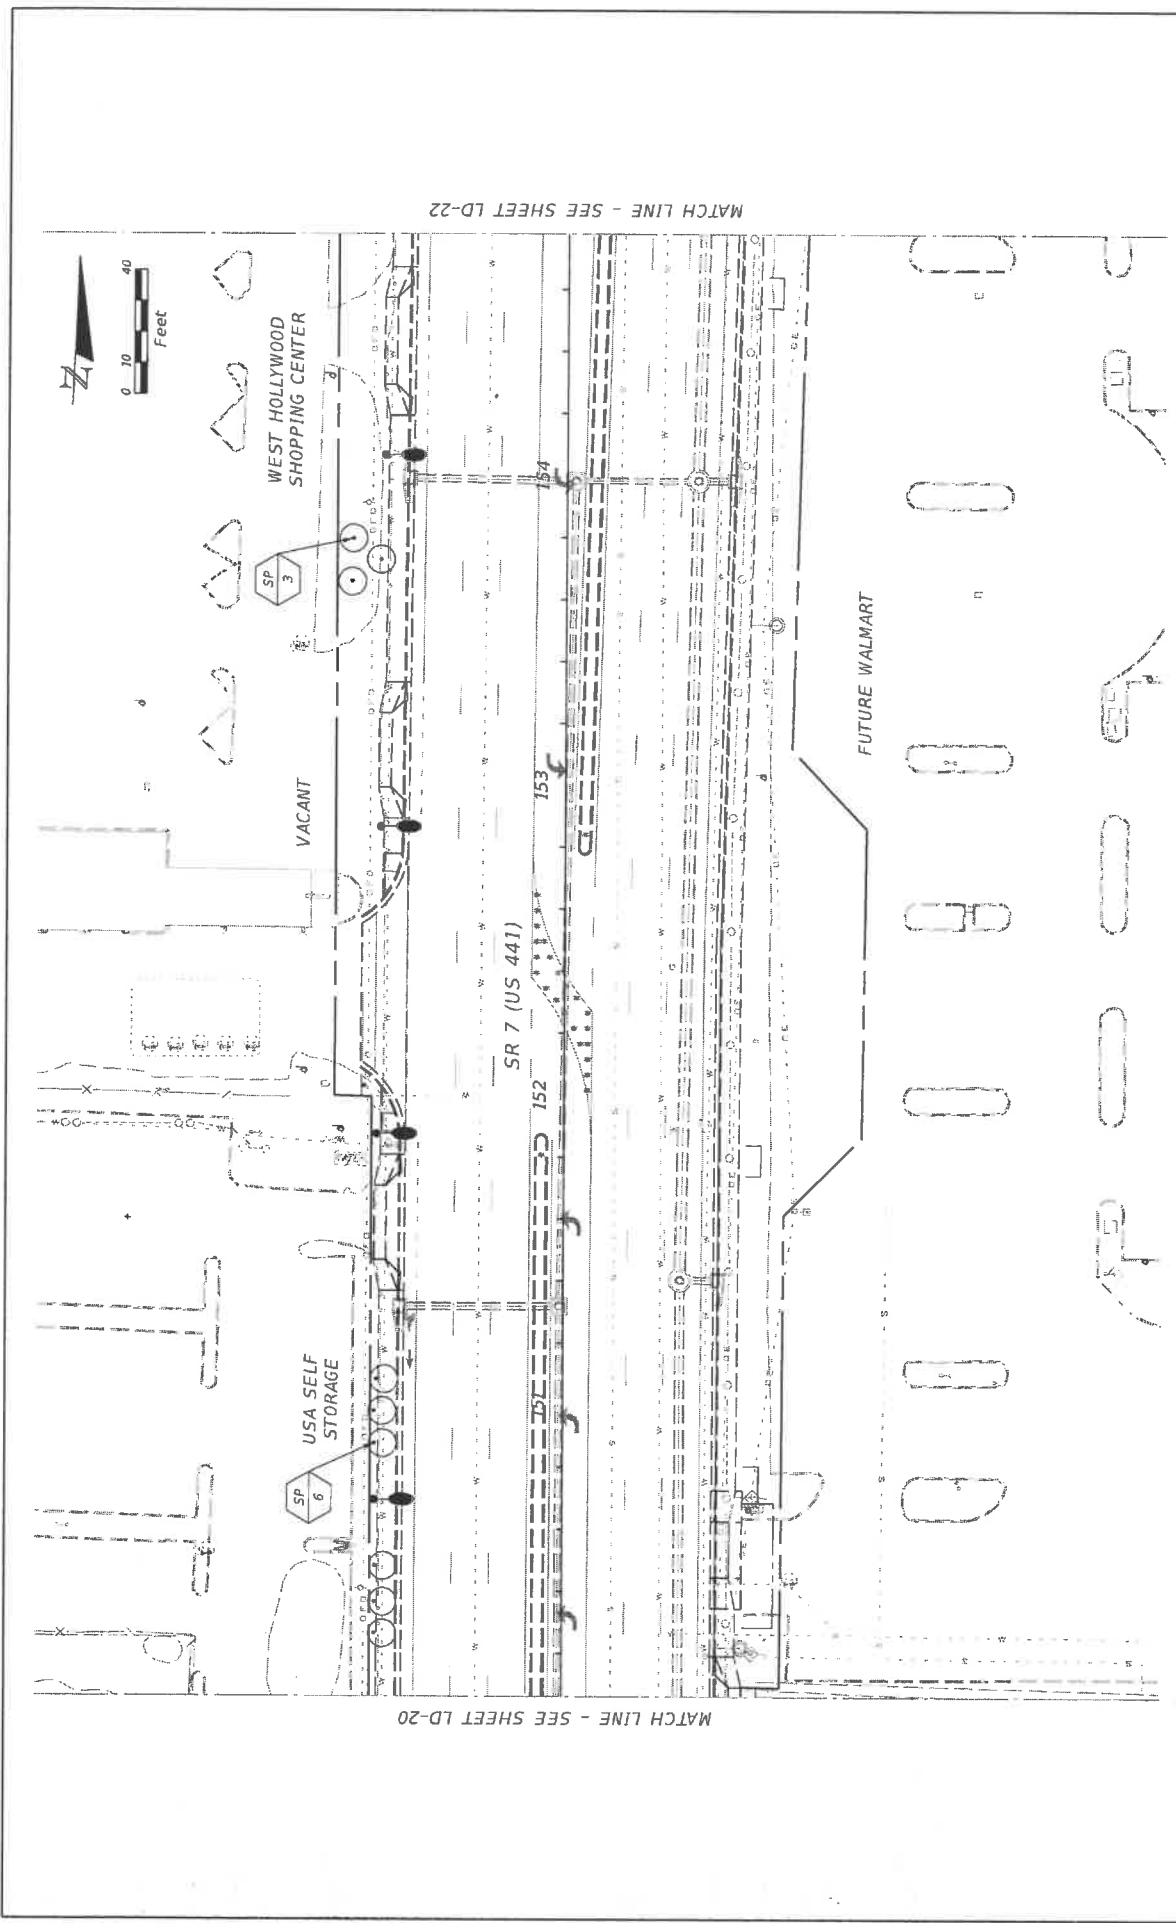 MATCH LINE - SEE SHEET LD-22
N
0 10 40
Feet
WEST HOLLYWOOD
SHOPPING CENTER
SP
3
154
FUTURE WALMART
VACANT
153
SR 7 (US 441)
152
USA SELF
STORAGE
SP
6
151
MATCH LINE - SEE SHEET LD-20